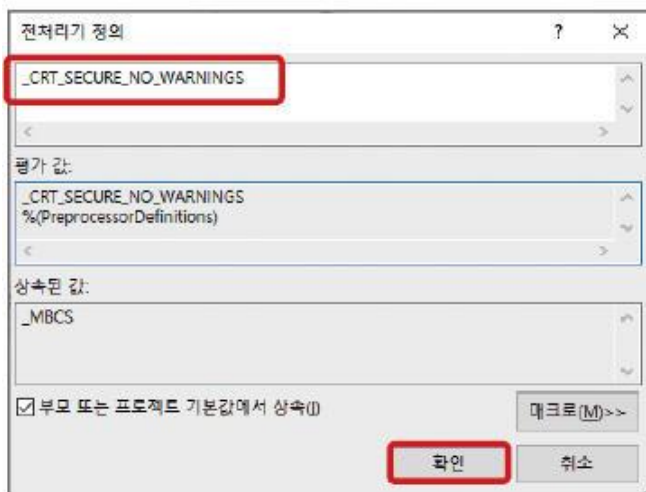 전처리기 정의 ? ×
_CRT_SECURE_NO_WARNINGS
평가 값:
_CRT_SECURE_NO_WARNINGS
%(PreprocessorDefinitions)
상속된 값:
_MBCS
부모 또는 프로젝트 기본값에서 상속(I)
매크로(M)>>
확인
취소